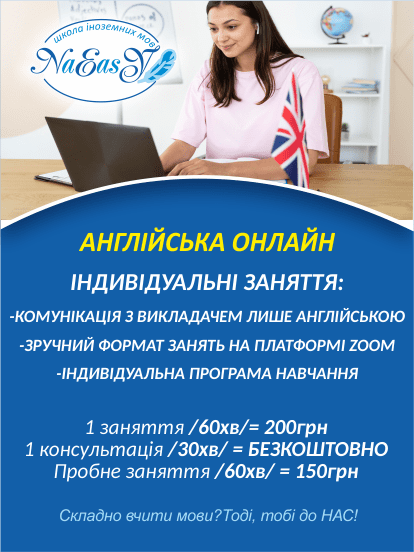 школа іноземних мов
NaEasY
АНГЛІЙСЬКА ОНЛАЙН
ІНДИВІДУАЛЬНІ ЗАНЯТТЯ:
-КОМУНІКАЦІЯ З ВИКЛАДАЧЕМ ЛИШЕ АНГЛІЙСЬКОЮ
-ЗРУЧНИЙ ФОРМАТ ЗАНЯТЬ НА ПЛАТФОРМІ ZOOM
-ІНДИВІДУАЛЬНА ПРОГРАМА НАВЧАННЯ
1 заняття /60хв/= 200грн
1 консультація /30хв/ = БЕЗКОШТОВНО
Пробне заняття /60хв/ = 150грн
Складно вчити мови?Тоді, тобі до НАС!